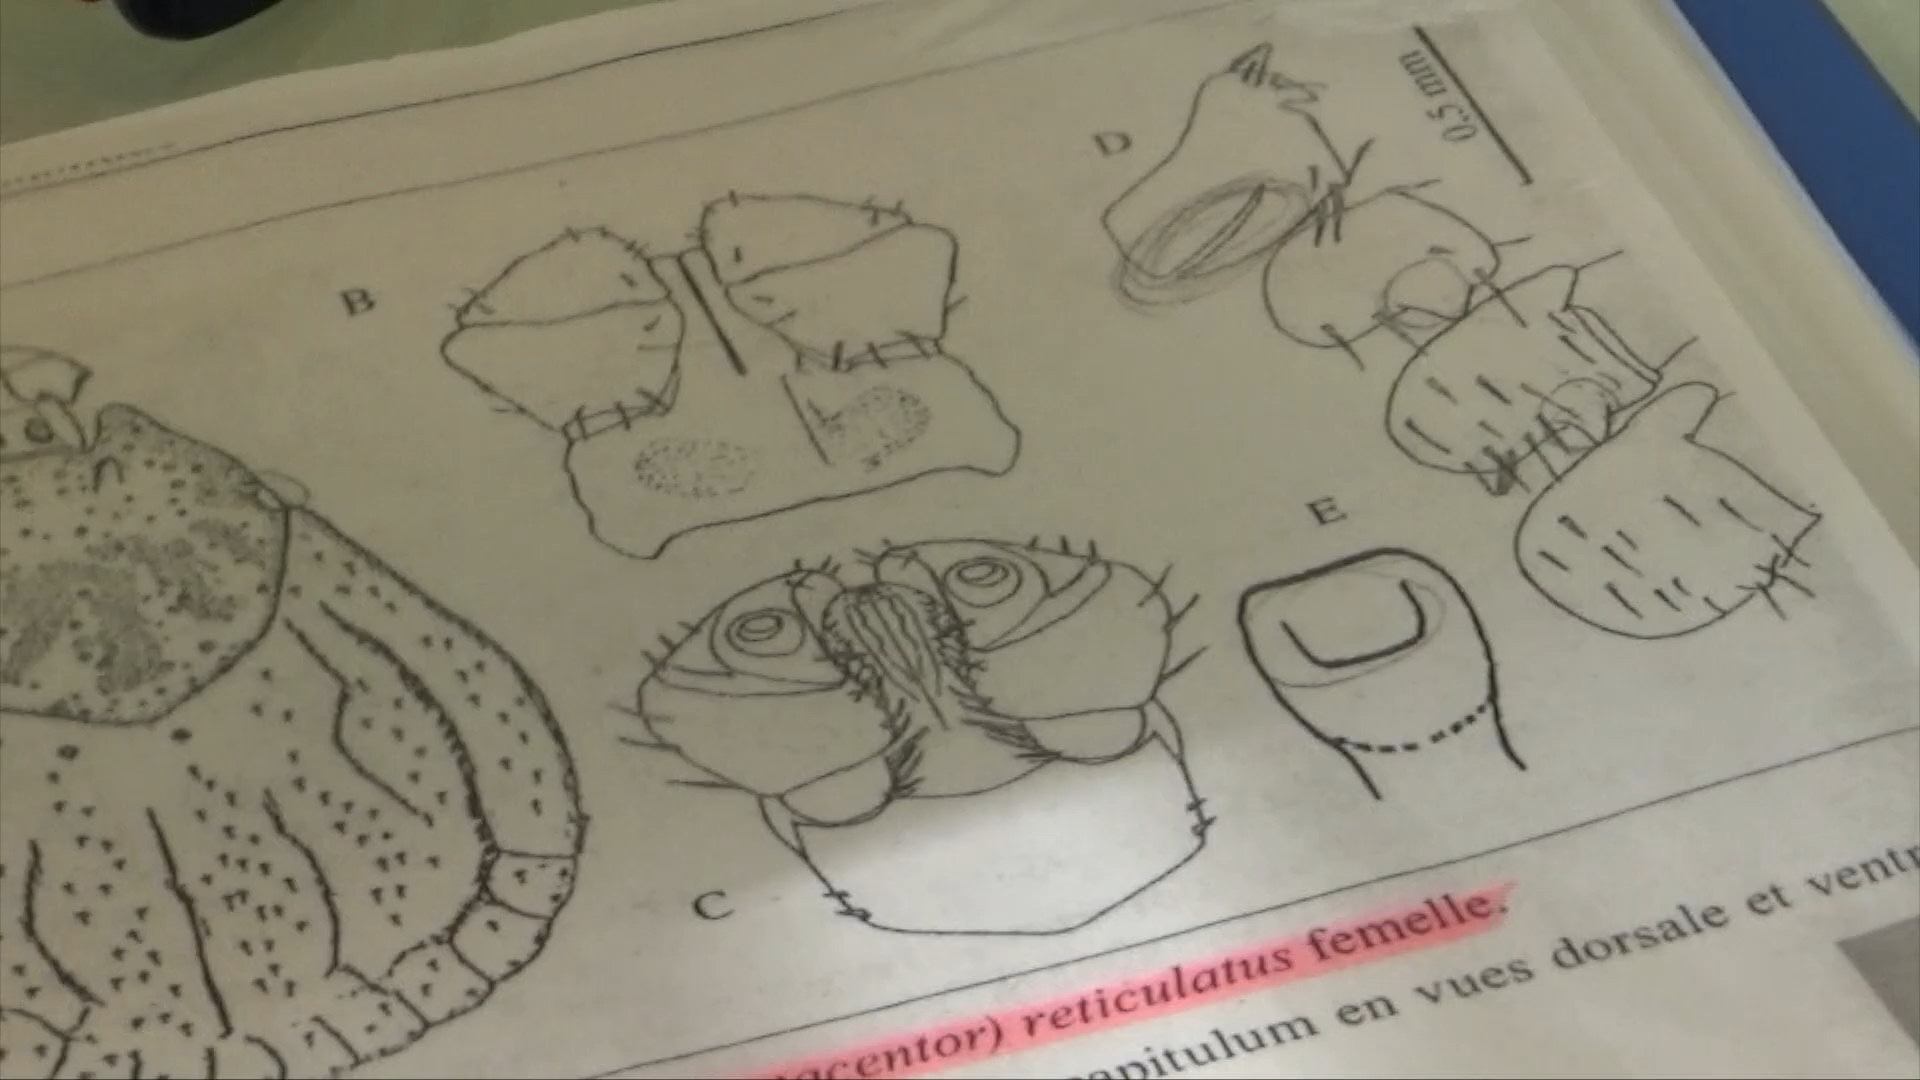 B
D
0,5 mm
E
C
acentor) reticulatus femelle.
apitulum en vues dorsale et ventr